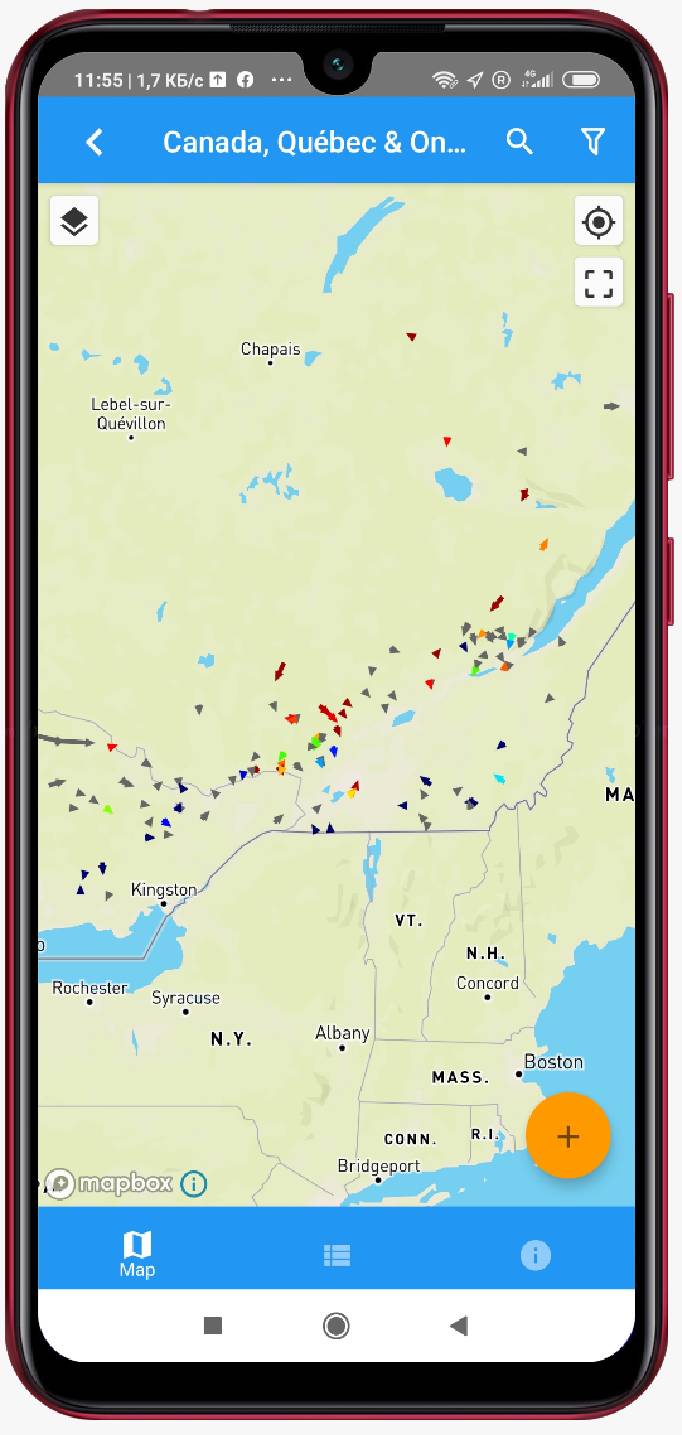 11:55 | 1,7 КБ/с
4G
R
Canada, Québec & On...
Chapais
Lebel-sur-
Quévillon
MA
Kingston
VT.
N.H.
Rochester
Concord
Syracuse
N.Y.
Albany
Boston
MASS.
CONN.
R.I.
Bridgeport
mapbox
Map